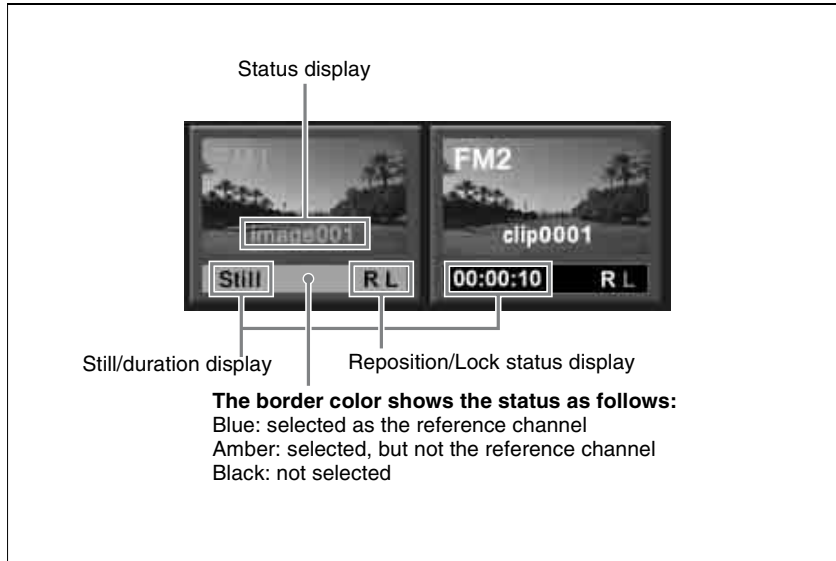 Status display
FM1
FM2
image001
clip0001
Still
R L
00:00:10
R L
Still/duration display
Reposition/Lock status display
The border color shows the status as follows:
Blue: selected as the reference channel
Amber: selected, but not the reference channel
Black: not selected